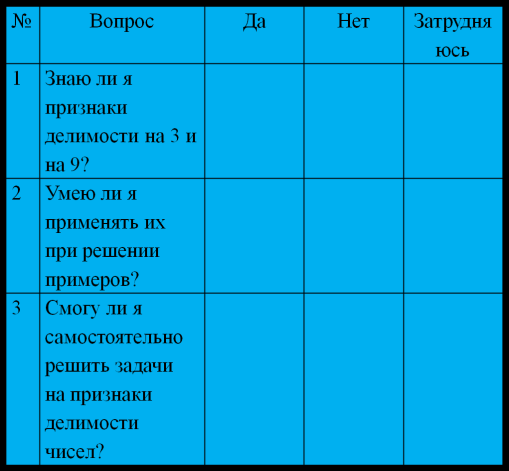 № Вопрос Да Нет Затрудня
юсь
1 Знаю ли я
признаки
делимости на 3 и
на 9?
2 Умею ли я
применять их
при решении
примеров?
3 Смогу ли я
самостоятельно
решить задачи
на признаки
делимости
чисел?